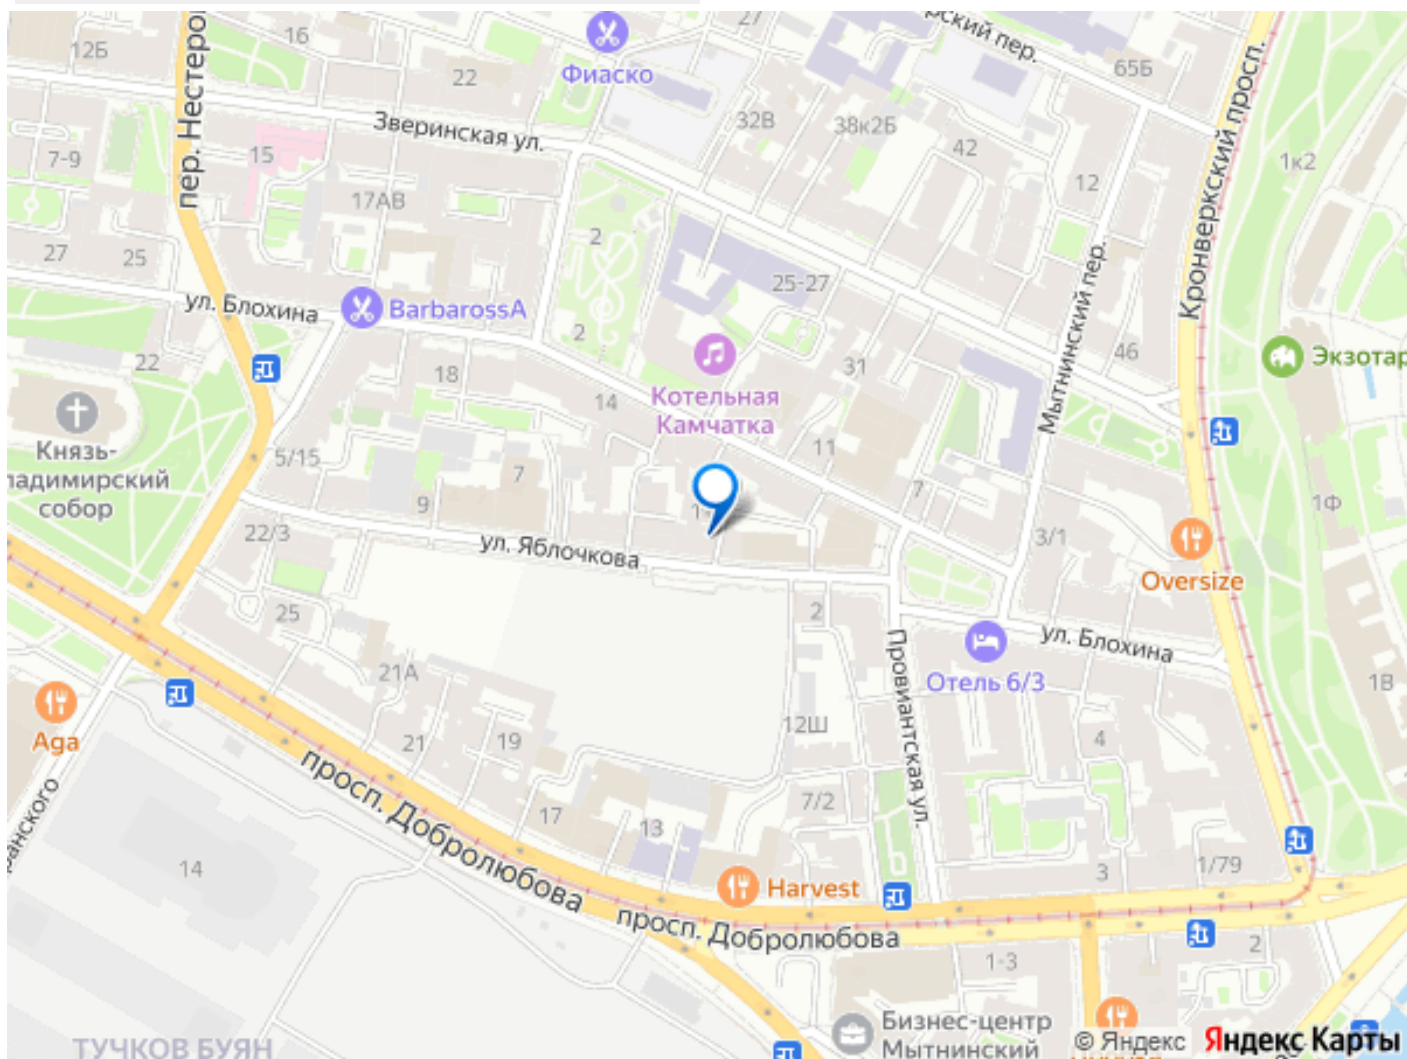 27
рский пер.
16
12Б
Фиаско
22
65Б
пер. Нестеров
Кронверкский просп.
Зверинская ул.
32В
38к2Б
42
7-9
15
1к2
12
17АВ
2
27
25
25-27
Мытнинский пер.
ул. Блохина
BarbarossA
2
46
Экзотар
22
18
31
Котельная
Камчатка
14
Князь-
ладимирский
собор
5/15
11
7
9
7
1Ф
22/3
ул. Яблочкова
3/1
Oversize
25
2
Провиантская ул.
ул. Блохина
21А
Отель 6/3
1В
Aga
21
19
12Ш
4
просп. Добролюбова
17
13
7/2
ранского
14
Harvest
3
1/79
просп. Добролюбова
1-3
2
Бизнес-центр
Мытнинский
ТУЧКОВ БУЯН
© Яндекс
Яндекс Карты